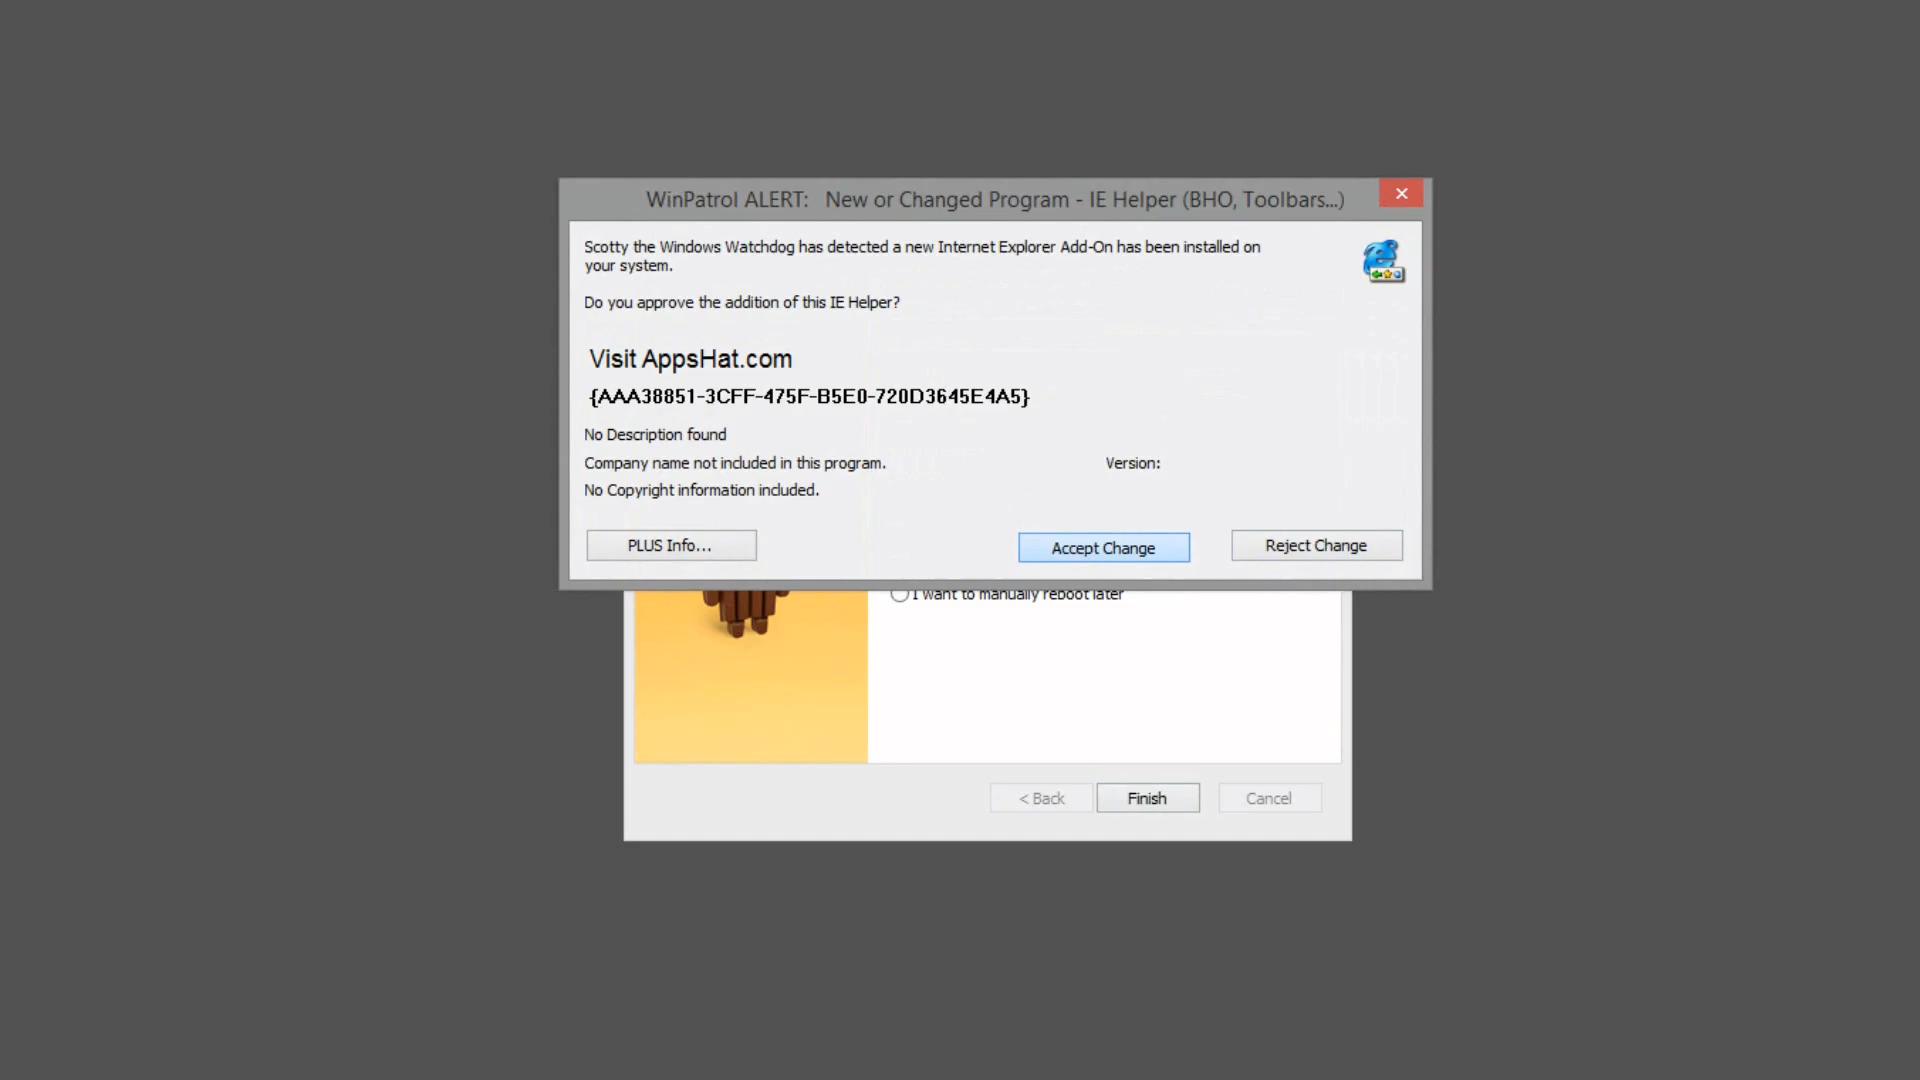 WinPatrol ALERT:   New or Changed Program - IE Helper (BHO, Toolbars...)
Scotty the Windows Watchdog has detected a new Internet Explorer Add-On has been installed on
your system.
Do you approve the addition of this IE Helper?
Visit AppsHat.com
{AAA38851-3CFF-475F-B5E0-720D3645E4A5}
No Description found
Company name not included in this program.
Version:
No Copyright information included.
PLUS Info...
Accept Change
Reject Change
I want to manually reboot later
< Back
Finish
Cancel